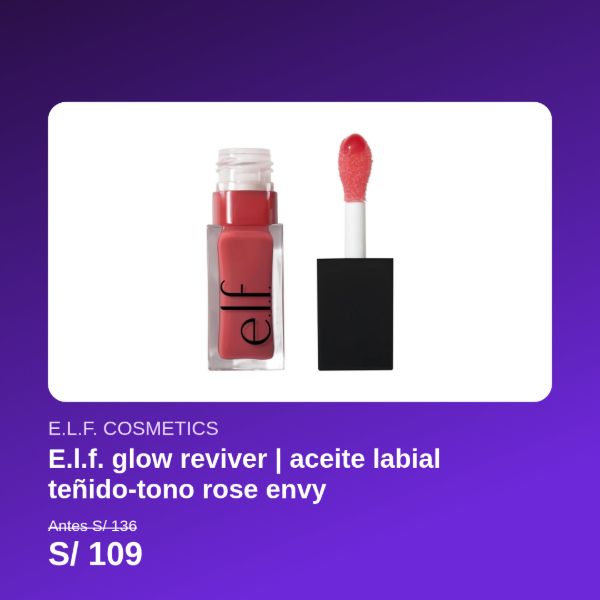 e.l.f.
E.L.F. COSMETICS
E.l.f. glow reviver | aceite labial
teñido-tono rose envy
Antes S/ 136
S/ 109